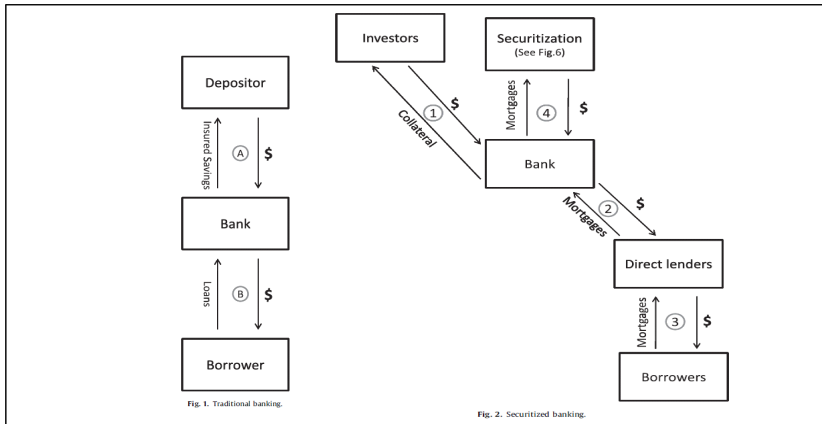 Depositor
Insured Savings
A
$
Bank
Loans
B
$
Borrower
Fig. 1. Traditional banking.
Investors
Securitization
(See Fig.6)
1
$
Collateral
Mortgages
4
$
Bank
Mortgages
2
$
Direct lenders
Mortgages
3
$
Borrowers
Fig. 2. Securitized banking.